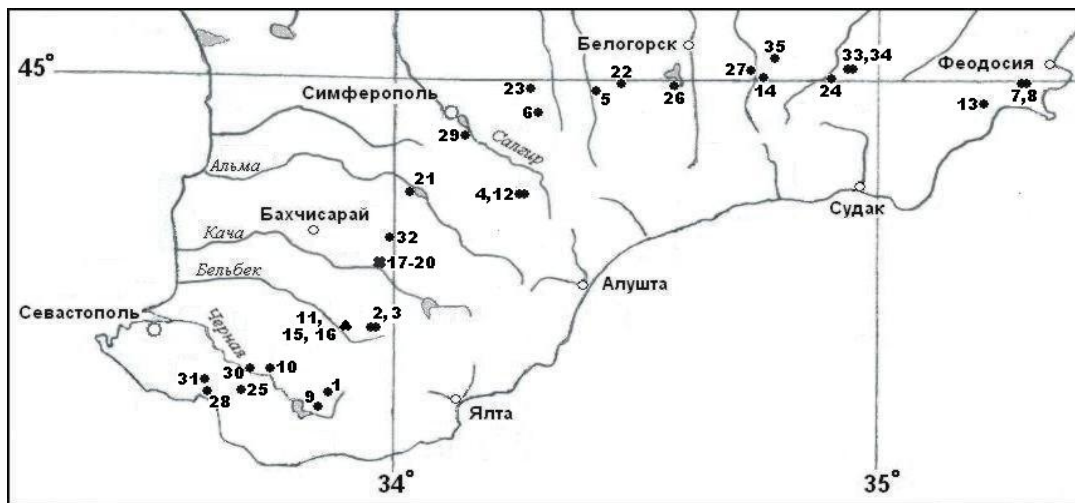 Белогорск
35
33,34
45°
Феодосия
23
22
27
5
26
14
24
7,8
13
Симферополь
6
29
Салгир
Альма
21
4,12
Судак
Бахчисарай
32
Кача
17-20
Бельбек
Алушта
Севастополь
11,
15, 16
2, 3
Черная
30
10
31
25
1
28
9
Ялта
34°
35°